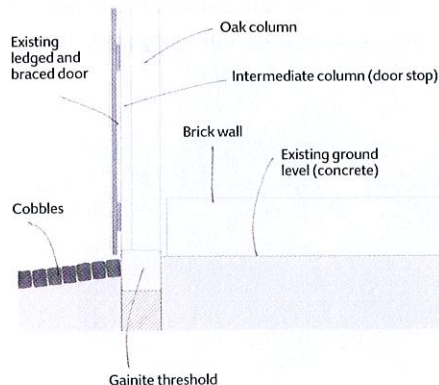 Oak column
Existing
ledged and
braced door
Intermediate column (door stop)
Brick wall
Existing ground
level (concrete)
Cobbles
Gainite threshold